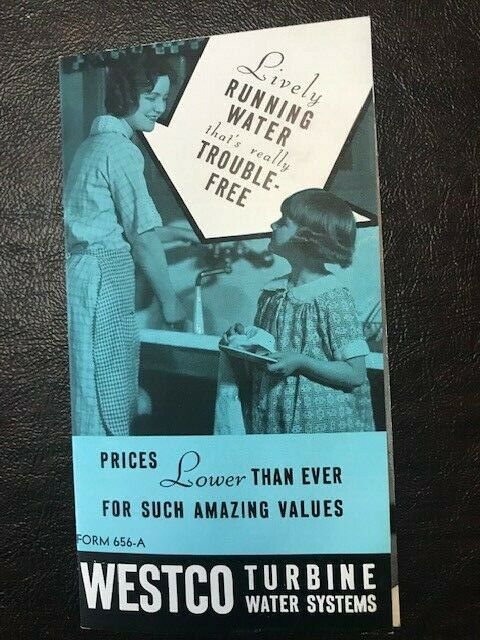 Lively
RUNNING
WATER
that's really
TROUBLE-
FREE
PRICES Lower THAN EVER
FOR SUCH AMAZING VALUES
FORM 656-A
WESTCO TURBINE
WATER SYSTEMS